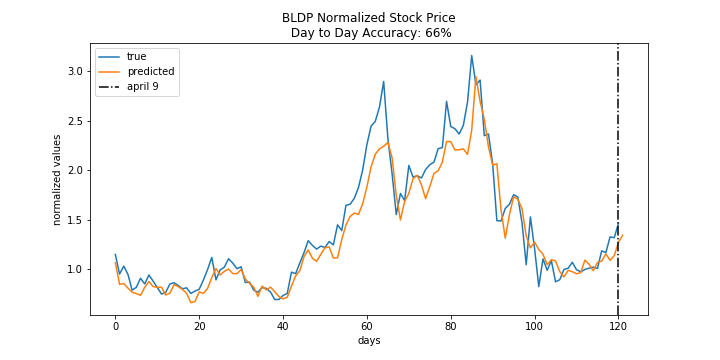 BLDP Normalized Stock Price
Day to Day Accuracy: 66%
true
predicted
april 9
normalized values
3.0
2.5
2.0
1.5
1.0
0
20
40
60
80
100
120
days